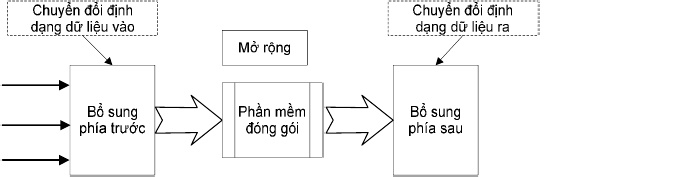 Chuyển đổi định
dạng dữ liệu vào
Chuyển đổi định
dạng dữ liệu ra
Mở rộng
Bổ sung
phía trước
Phần mềm
đóng gói
Bổ sung
phía sau